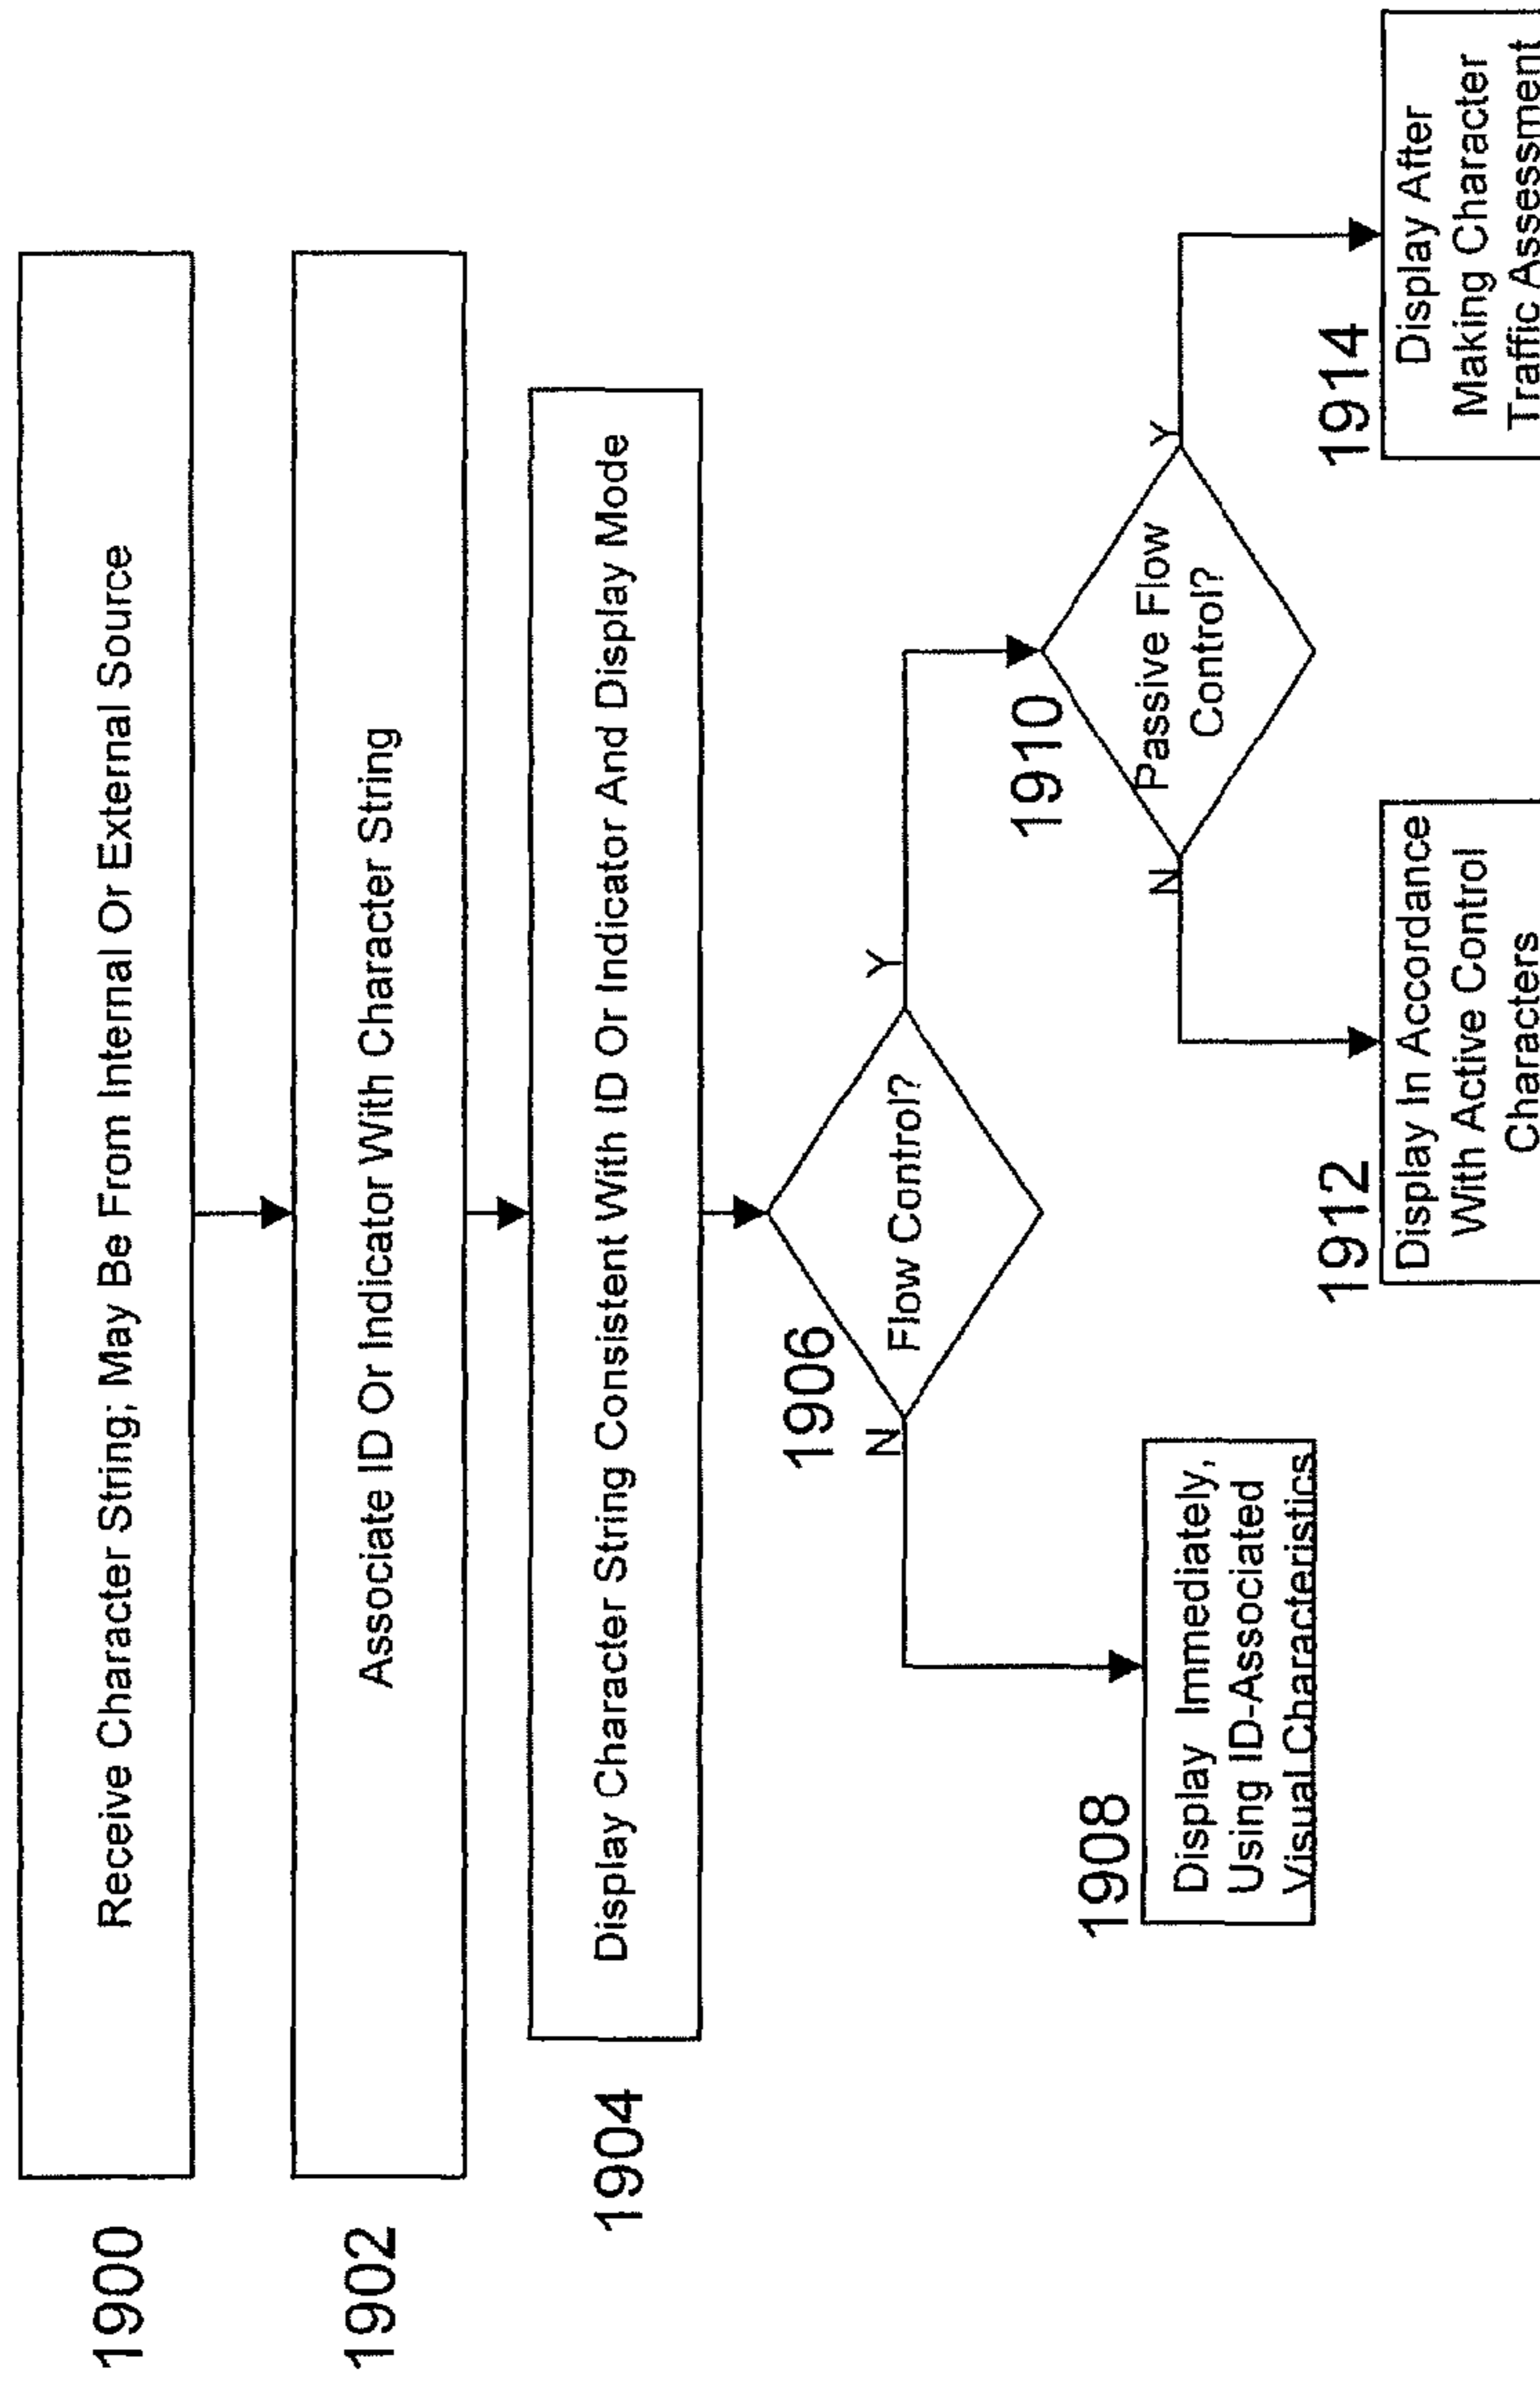 1900
Receive Character String; May Be From Internal Or External Source
1902
Associate ID Or Indicator With Character String
1904
Display Character String Consistent With ID Or Indicator And Display Mode
1906
Flow Control?
N
Y
1908
Display Immediately,
Using ID-Associated
Visual Characteristics
1910
Passive Flow
Control?
N
Y
1912
Display In Accordance
With Active Control
Characters
1914
Display After
Making Character
Traffic Assessment